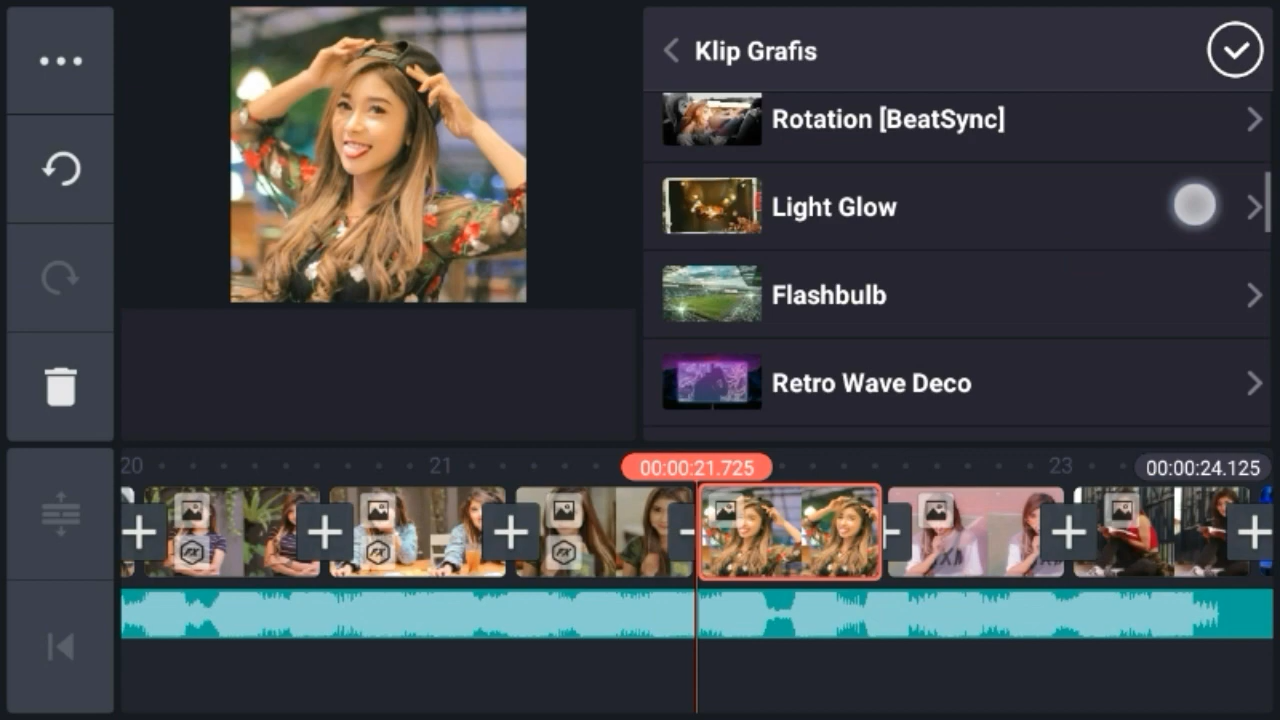 Klip Grafis
Rotation [BeatSync]
Light Glow
Flashbulb
Retro Wave Deco
20
21
00:00:21.725
23
00:00:24.125